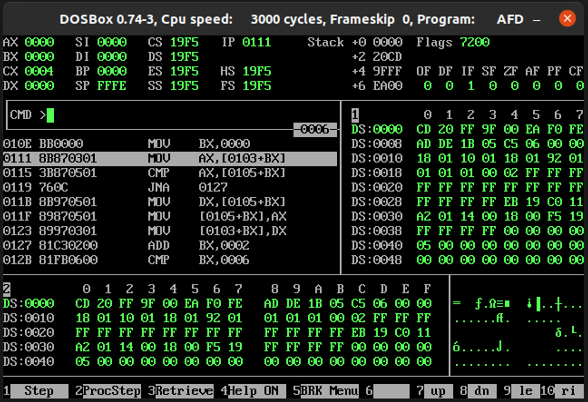 DOSBox 0.74-3, Cpu speed: 3000 cycles, Frameskip 0, Program: AFD
AX 0000 SI 0000 CS 19F5 IP 0111 Stack +0 0000 Flags 7200
BX 0000 DI 0000 DS 19F5 +2 20CD
CX 0004 BP 0000 ES 19F5 HS 19F5 +4 9FFF OF DF IF SF ZF AF PF CF
DX 0000 SP FFFE SS 19F5 FS 19F5 +6 EA00 0 0 1 0 0 0 0 0
CMD >
0006
1 0 1 2 3 4 5 6 7
DS:0000 CD 20 FF 9F 00 EA F0 FE
DS:0008 AD DE 1B 05 C5 06 00 00
DS:0010 18 01 10 01 18 01 92 01
DS:0018 01 01 01 00 02 FF FF FF
DS:0020 FF FF FF FF FF FF FF FF
DS:0028 FF FF FF FF EB 19 C0 11
DS:0030 A2 01 14 00 18 00 F5 19
DS:0038 FF FF FF FF 00 00 00 00
DS:0040 05 00 00 00 00 00 00 00
DS:0048 00 00 00 00 00 00 00 00
010E BB0000 MOV BX,0000
0111 8B870301 MOV AX,[0103+BX]
0115 3B870501 CMP AX,[0105+BX]
0119 760C JNA 0127
011B 8B970501 MOV DX,[0105+BX]
011F 89870501 MOV [0105+BX],AX
0123 89970301 MOV [0103+BX],DX
0127 81C30200 ADD BX,0002
012B 81FB0600 CMP BX,0006
2 0 1 2 3 4 5 6 7 8 9 A B C D E F
DS:0000 CD 20 FF 9F 00 EA F0 FE AD DE 1B 05 C5 06 00 00
DS:0010 18 01 10 01 18 01 92 01 01 01 01 00 02 FF FF FF
DS:0020 FF FF FF FF FF FF FF FF FF FF FF FF EB 19 C0 11
DS:0030 A2 01 14 00 18 00 F5 19 FF FF FF FF 00 00 00 00
DS:0040 05 00 00 00 00 00 00 00 00 00 00 00 00 00 00 00
1 Step 2ProcStep 3Retrieve 4Help ON 5BRK Menu 6 7 up 8 dn 9 le 10 ri